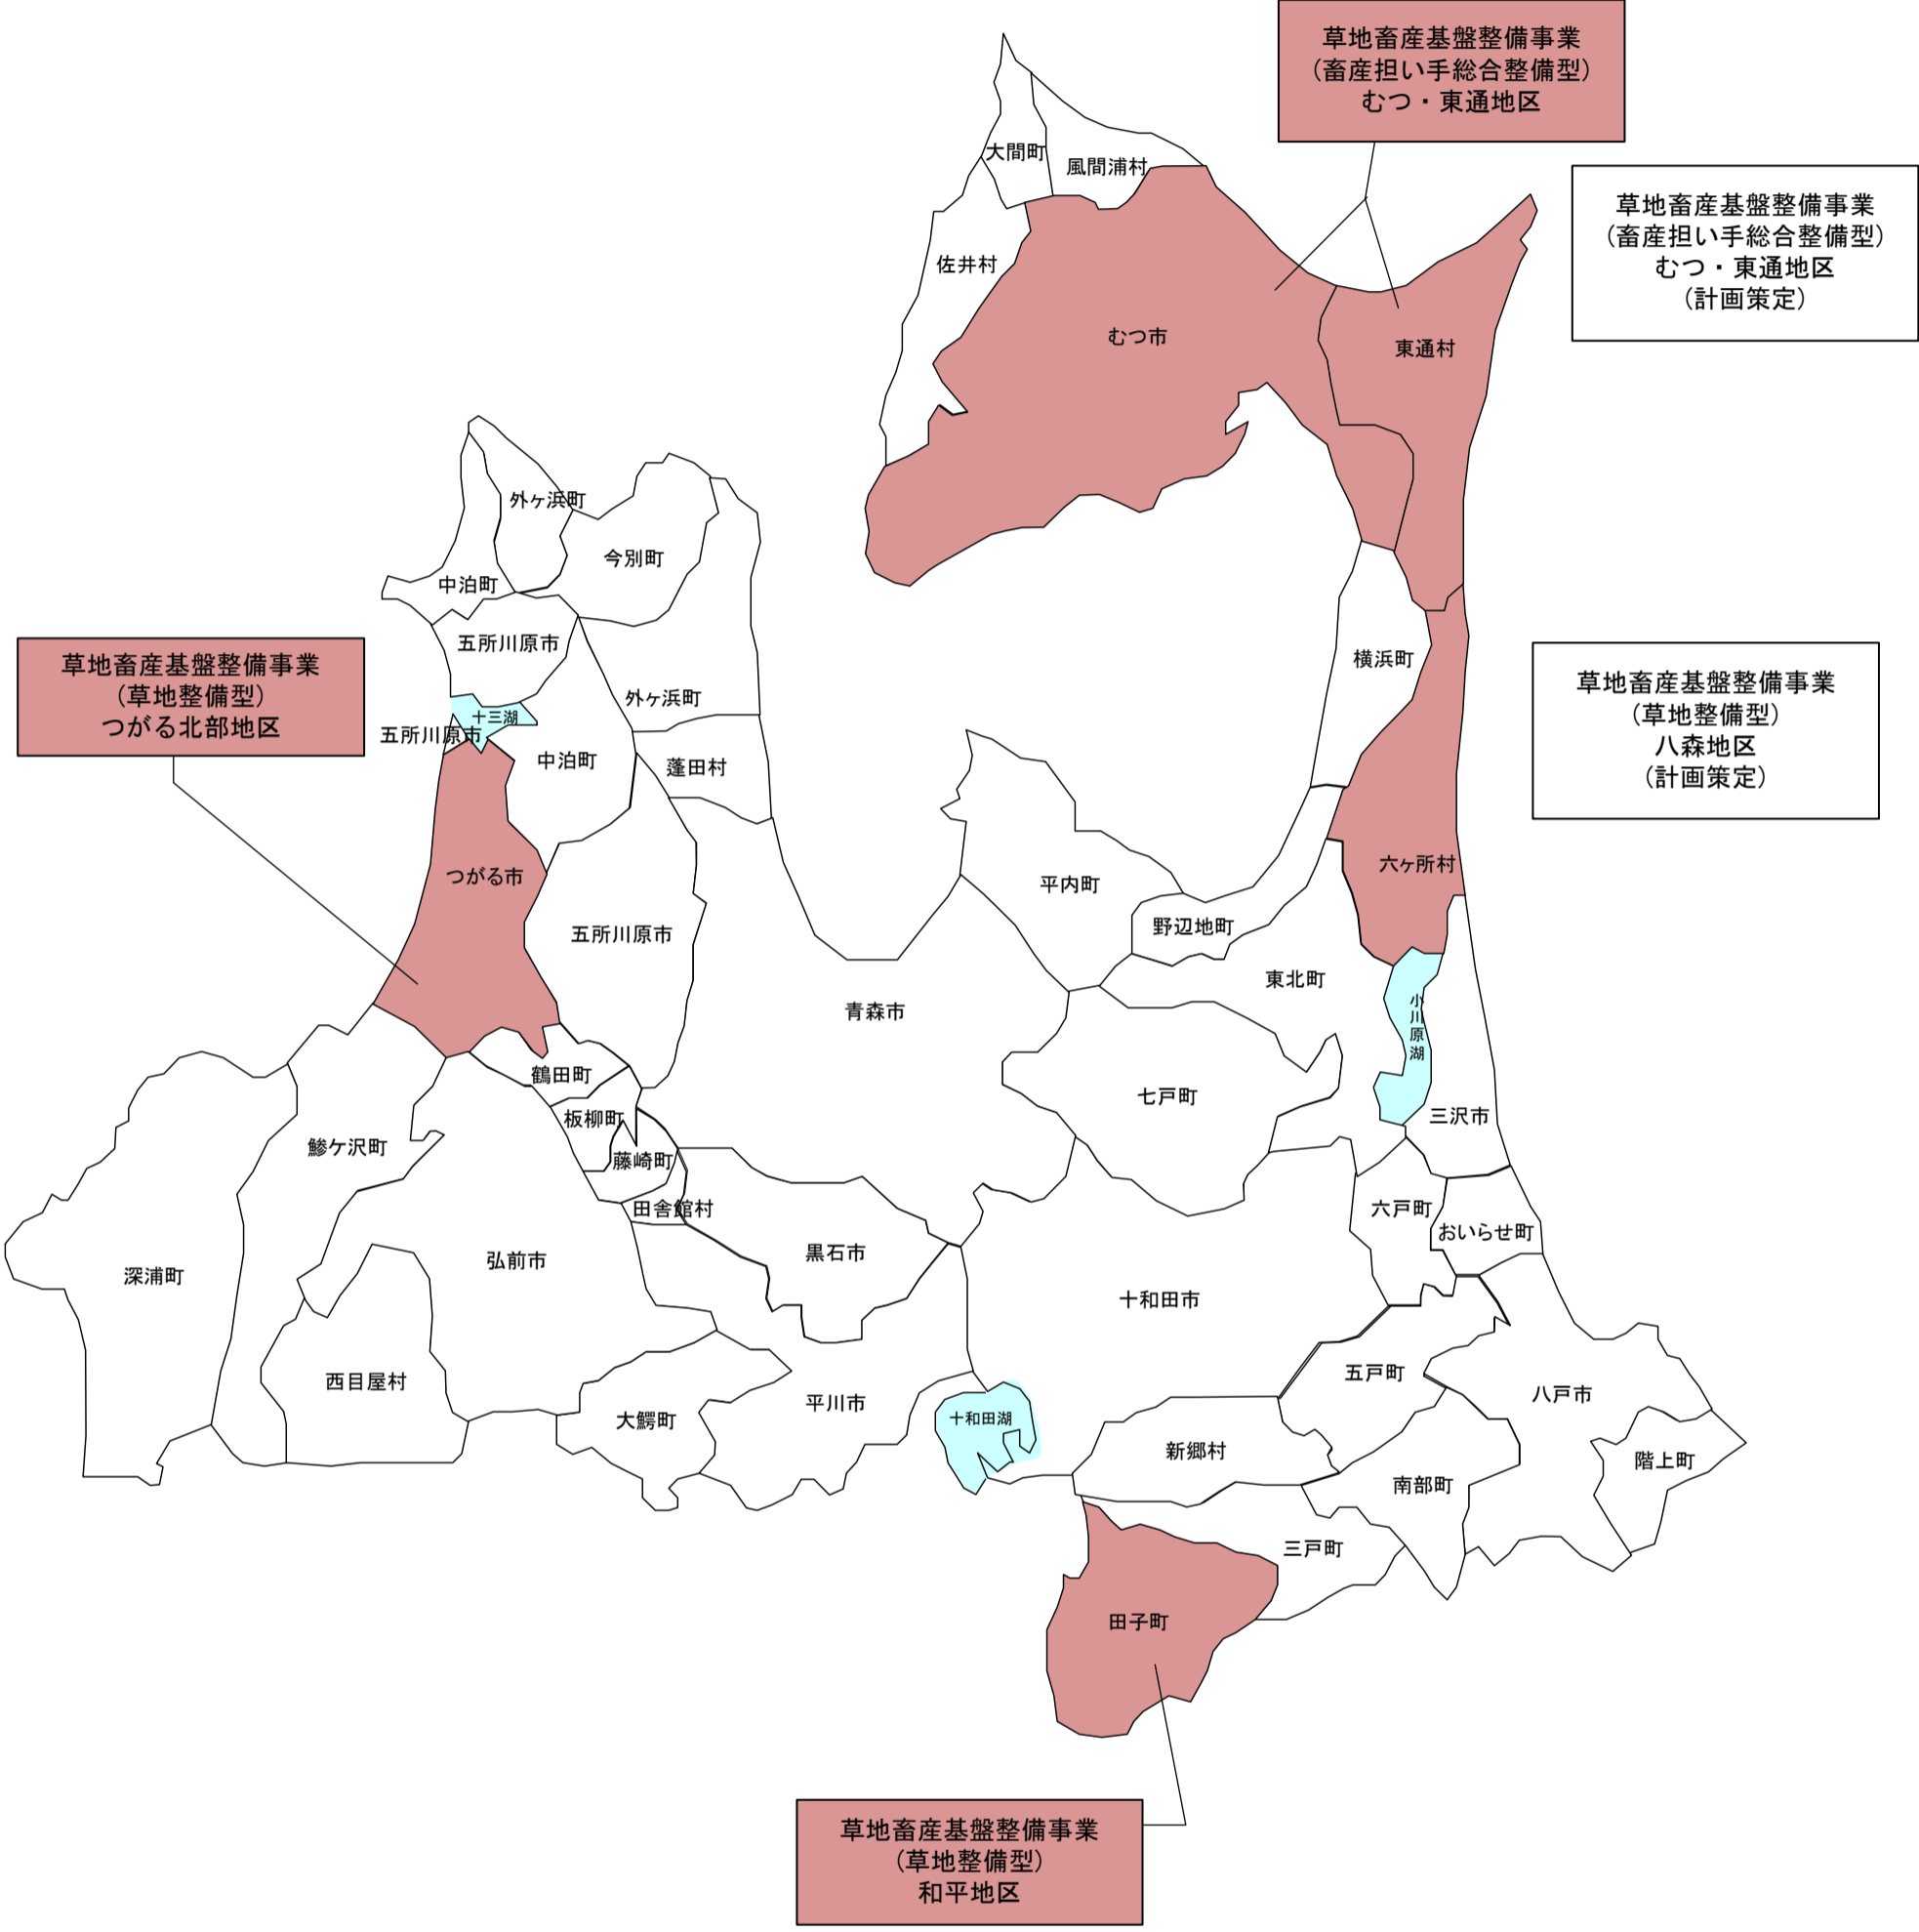 草地畜産基盤整備事業
（畜産担い手総合整備型）
むつ・東通地区
草地畜産基盤整備事業
（畜産担い手総合整備型）
むつ・東通地区
（計画策定）
大間町
風間浦村
佐井村
むつ市
東通村
外ヶ浜町
今別町
中泊町
五所川原市
草地畜産基盤整備事業
（草地整備型）
つがる北部地区
横浜町
草地畜産基盤整備事業
（草地整備型）
八森地区
（計画策定）
外ヶ浜町
十三湖
五所川原市
中泊町
蓬田村
つがる市
六ヶ所村
平内町
野辺地町
五所川原市
東北町
青森市
小川原湖
鶴田町
七戸町
板柳町
三沢市
鰺ケ沢町
藤崎町
田舎館村
六戸町
おいらせ町
黒石市
弘前市
深浦町
十和田市
西目屋村
五戸町
八戸市
平川市
大鰐町
十和田湖
新郷村
階上町
南部町
三戸町
田子町
草地畜産基盤整備事業
（草地整備型）
和平地区